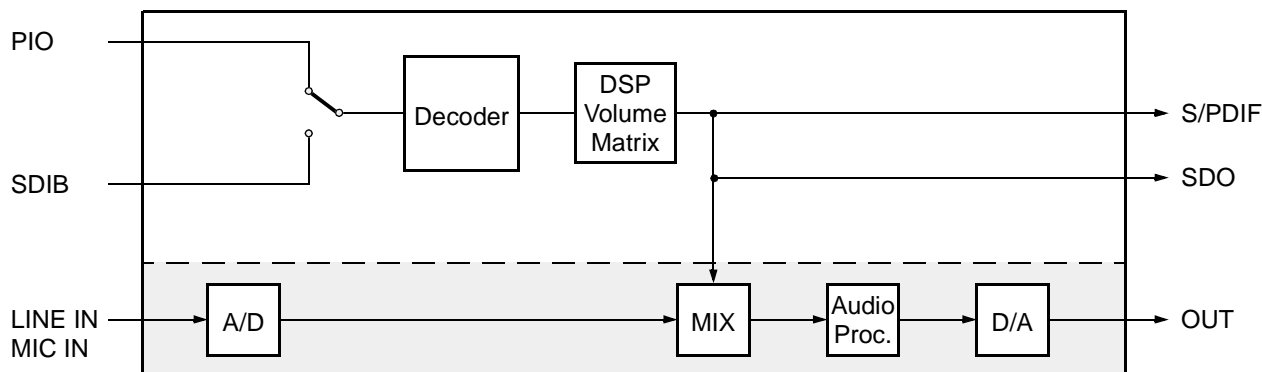 PIO
SDIB
Decoder
DSP
Volume
Matrix
S/PDIF
SDO
LINE IN
MIC IN
A/D
MIX
Audio
Proc.
D/A
OUT